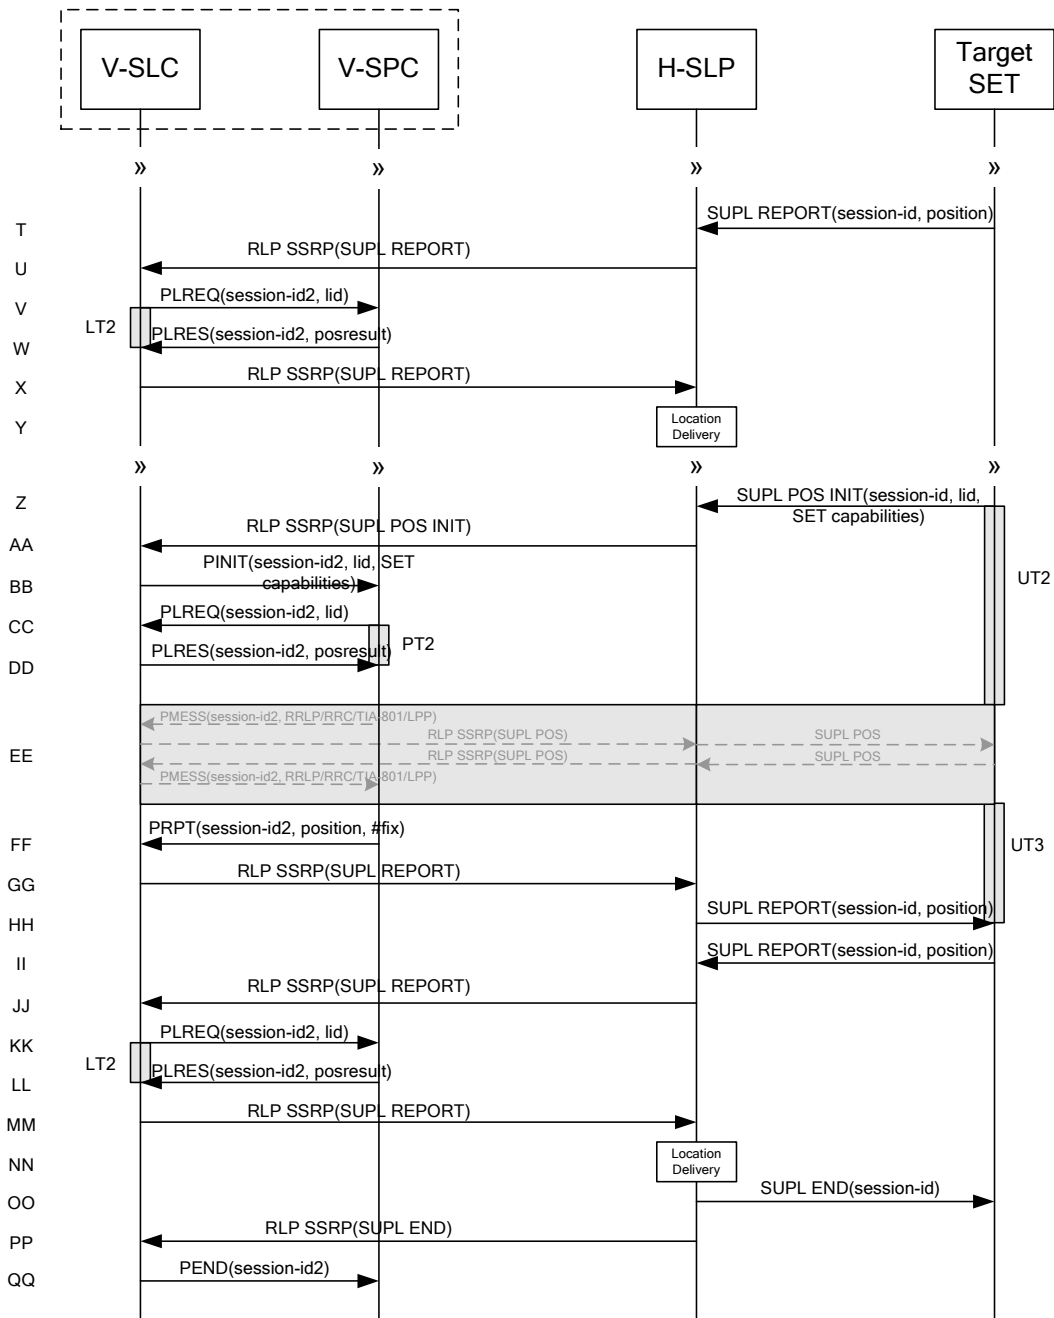 V-SLC
V-SPC
H-SLP
Target
SET
»
»
»
»
T
SUPL REPORT(session-id, position)
U
RLP SSRP(SUPL REPORT)
V
PLREQ(session-id2, lid)
LT2
W
PLRES(session-id2, posresult)
X
RLP SSRP(SUPL REPORT)
Y
Location
Delivery
»
»
»
»
Z
SUPL POS INIT(session-id, lid,
SET capabilities)
AA
RLP SSRP(SUPL POS INIT)
BB
PINIT(session-id2, lid, SET
capabilities)
UT2
CC
PLREQ(session-id2, lid)
PT2
DD
PLRES(session-id2, posresult)
PMESS(session-id2, RRLP/RRC/TIA-801/LPP)
RLP SSRP(SUPL POS)
SUPL POS
EE
RLP SSRP(SUPL POS)
SUPL POS
PMESS(session-id2, RRLP/RRC/TIA-801/LPP)
FF
PRPT(session-id2, position, #fix)
UT3
GG
RLP SSRP(SUPL REPORT)
HH
SUPL REPORT(session-id, position)
II
SUPL REPORT(session-id, position)
JJ
RLP SSRP(SUPL REPORT)
KK
PLREQ(session-id2, lid)
LT2
LL
PLRES(session-id2, posresult)
MM
RLP SSRP(SUPL REPORT)
NN
Location
Delivery
OO
SUPL END(session-id)
PP
RLP SSRP(SUPL END)
QQ
PEND(session-id2)